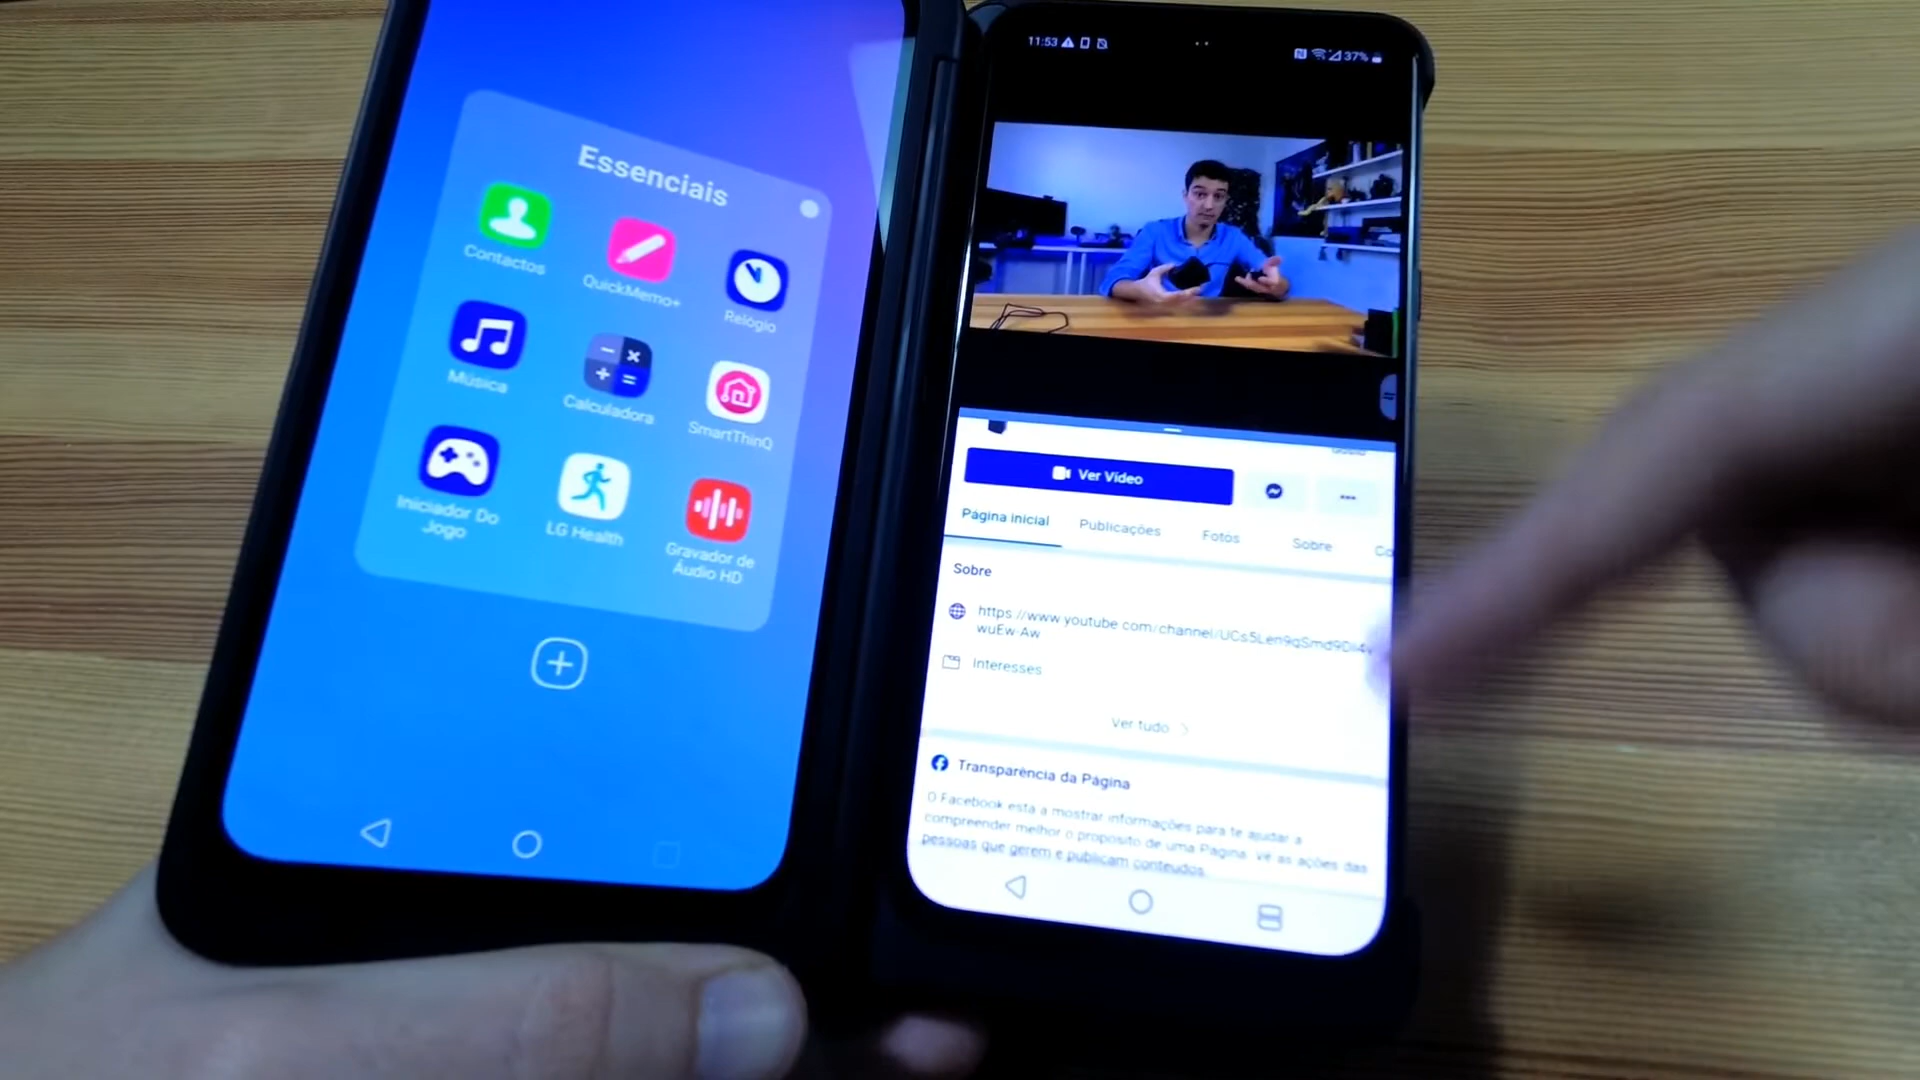 Essenciais
Contactos
QuickMemo+
Relógio
Música
Calculadora
SmartThinQ
Iniciador Do
Jogo
LG Health
Gravador de
Áudio HD
11:53
37%
Ver Vídeo
Página inicial
Publicações
Fotos
Sobre
Co
Sobre
https://www.youtube.com/channel/
wuEw-Aw
Interesses
Ver tudo
Transparência da Página
O Facebook está a mostrar informações para te ajudar a
compreender melhor o propósito de uma Página. Vê as ações das
pessoas que gerem e publicam conteúdos.